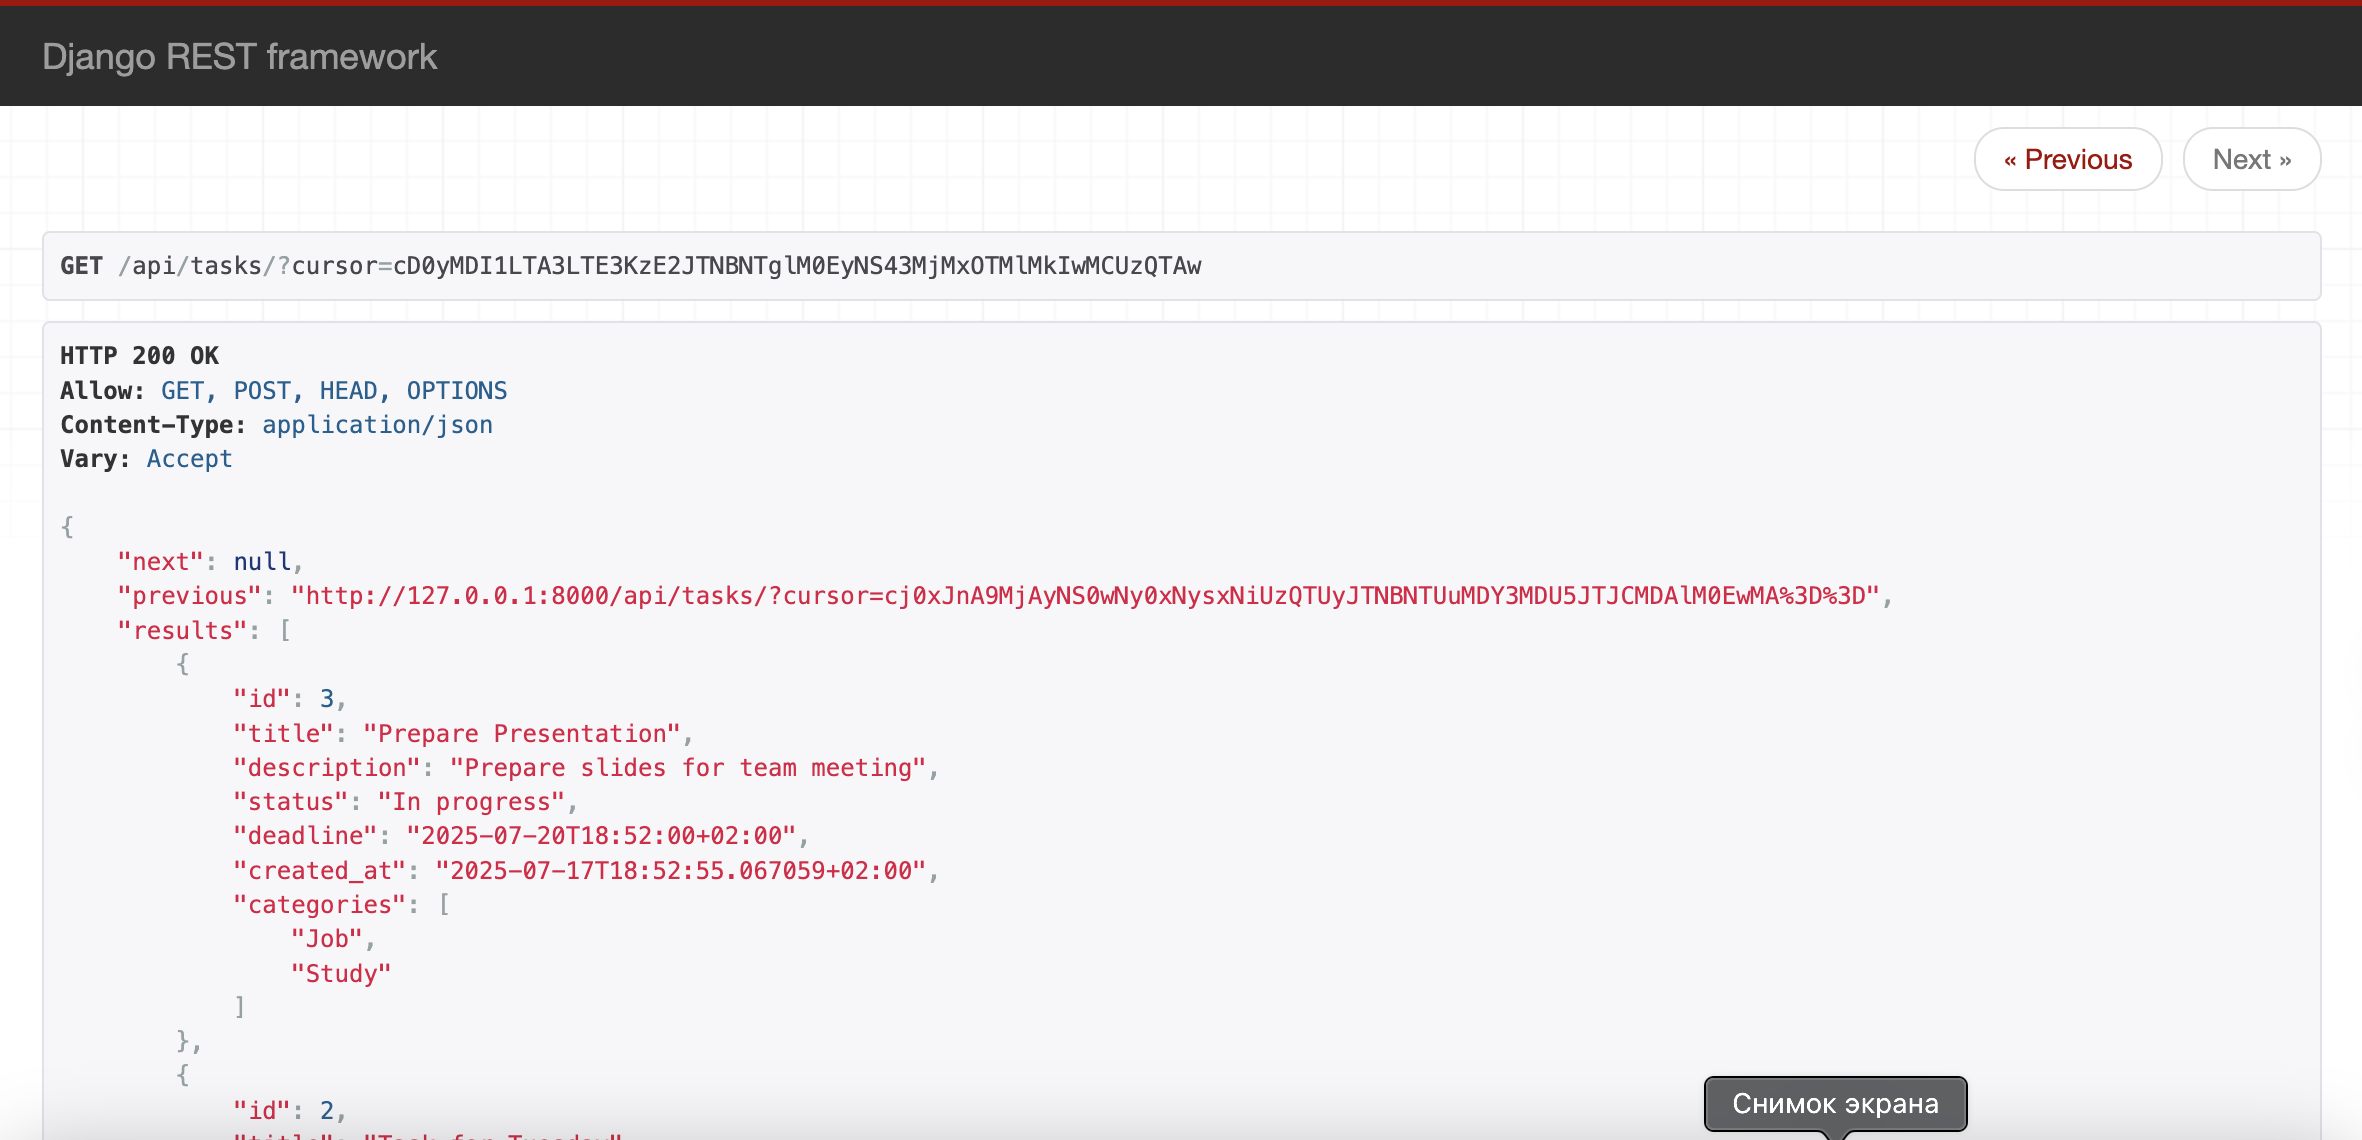 Django REST framework
« Previous
Next »
GET /api/tasks/?cursor=cD0yMDI1LTA3LTE3KzE2JTNBNTglM0EyNS43MjMxOTMlMkIwMCUzQTAw
HTTP 200 OK
Allow: GET, POST, HEAD, OPTIONS
Content-Type: application/json
Vary: Accept
{
"next": null,
"previous": "http://127.0.0.1:8000/api/tasks/?cursor=cj0xJnA9MjAyNS0wNy0xNysxNiUzQTUyJTNBNTUuMDY3MDU5JTJCMDAlM0EwMA%3D%3D",
"results": [
{
"id": 3,
"title": "Prepare Presentation",
"description": "Prepare slides for team meeting",
"status": "In progress",
"deadline": "2025-07-20T18:52:00+02:00",
"created_at": "2025-07-17T18:52:55.067059+02:00",
"categories": [
"Job",
"Study"
]
},
{
"id": 2,
"title": "Task for Tuesday"
Снимок экрана